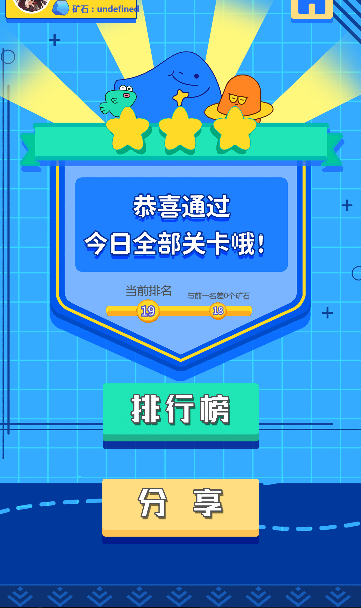 矿石：undefined
恭喜通过
今日全部关卡哦！
当前排名
与前一名差0个矿石
19
18
排行榜
分享